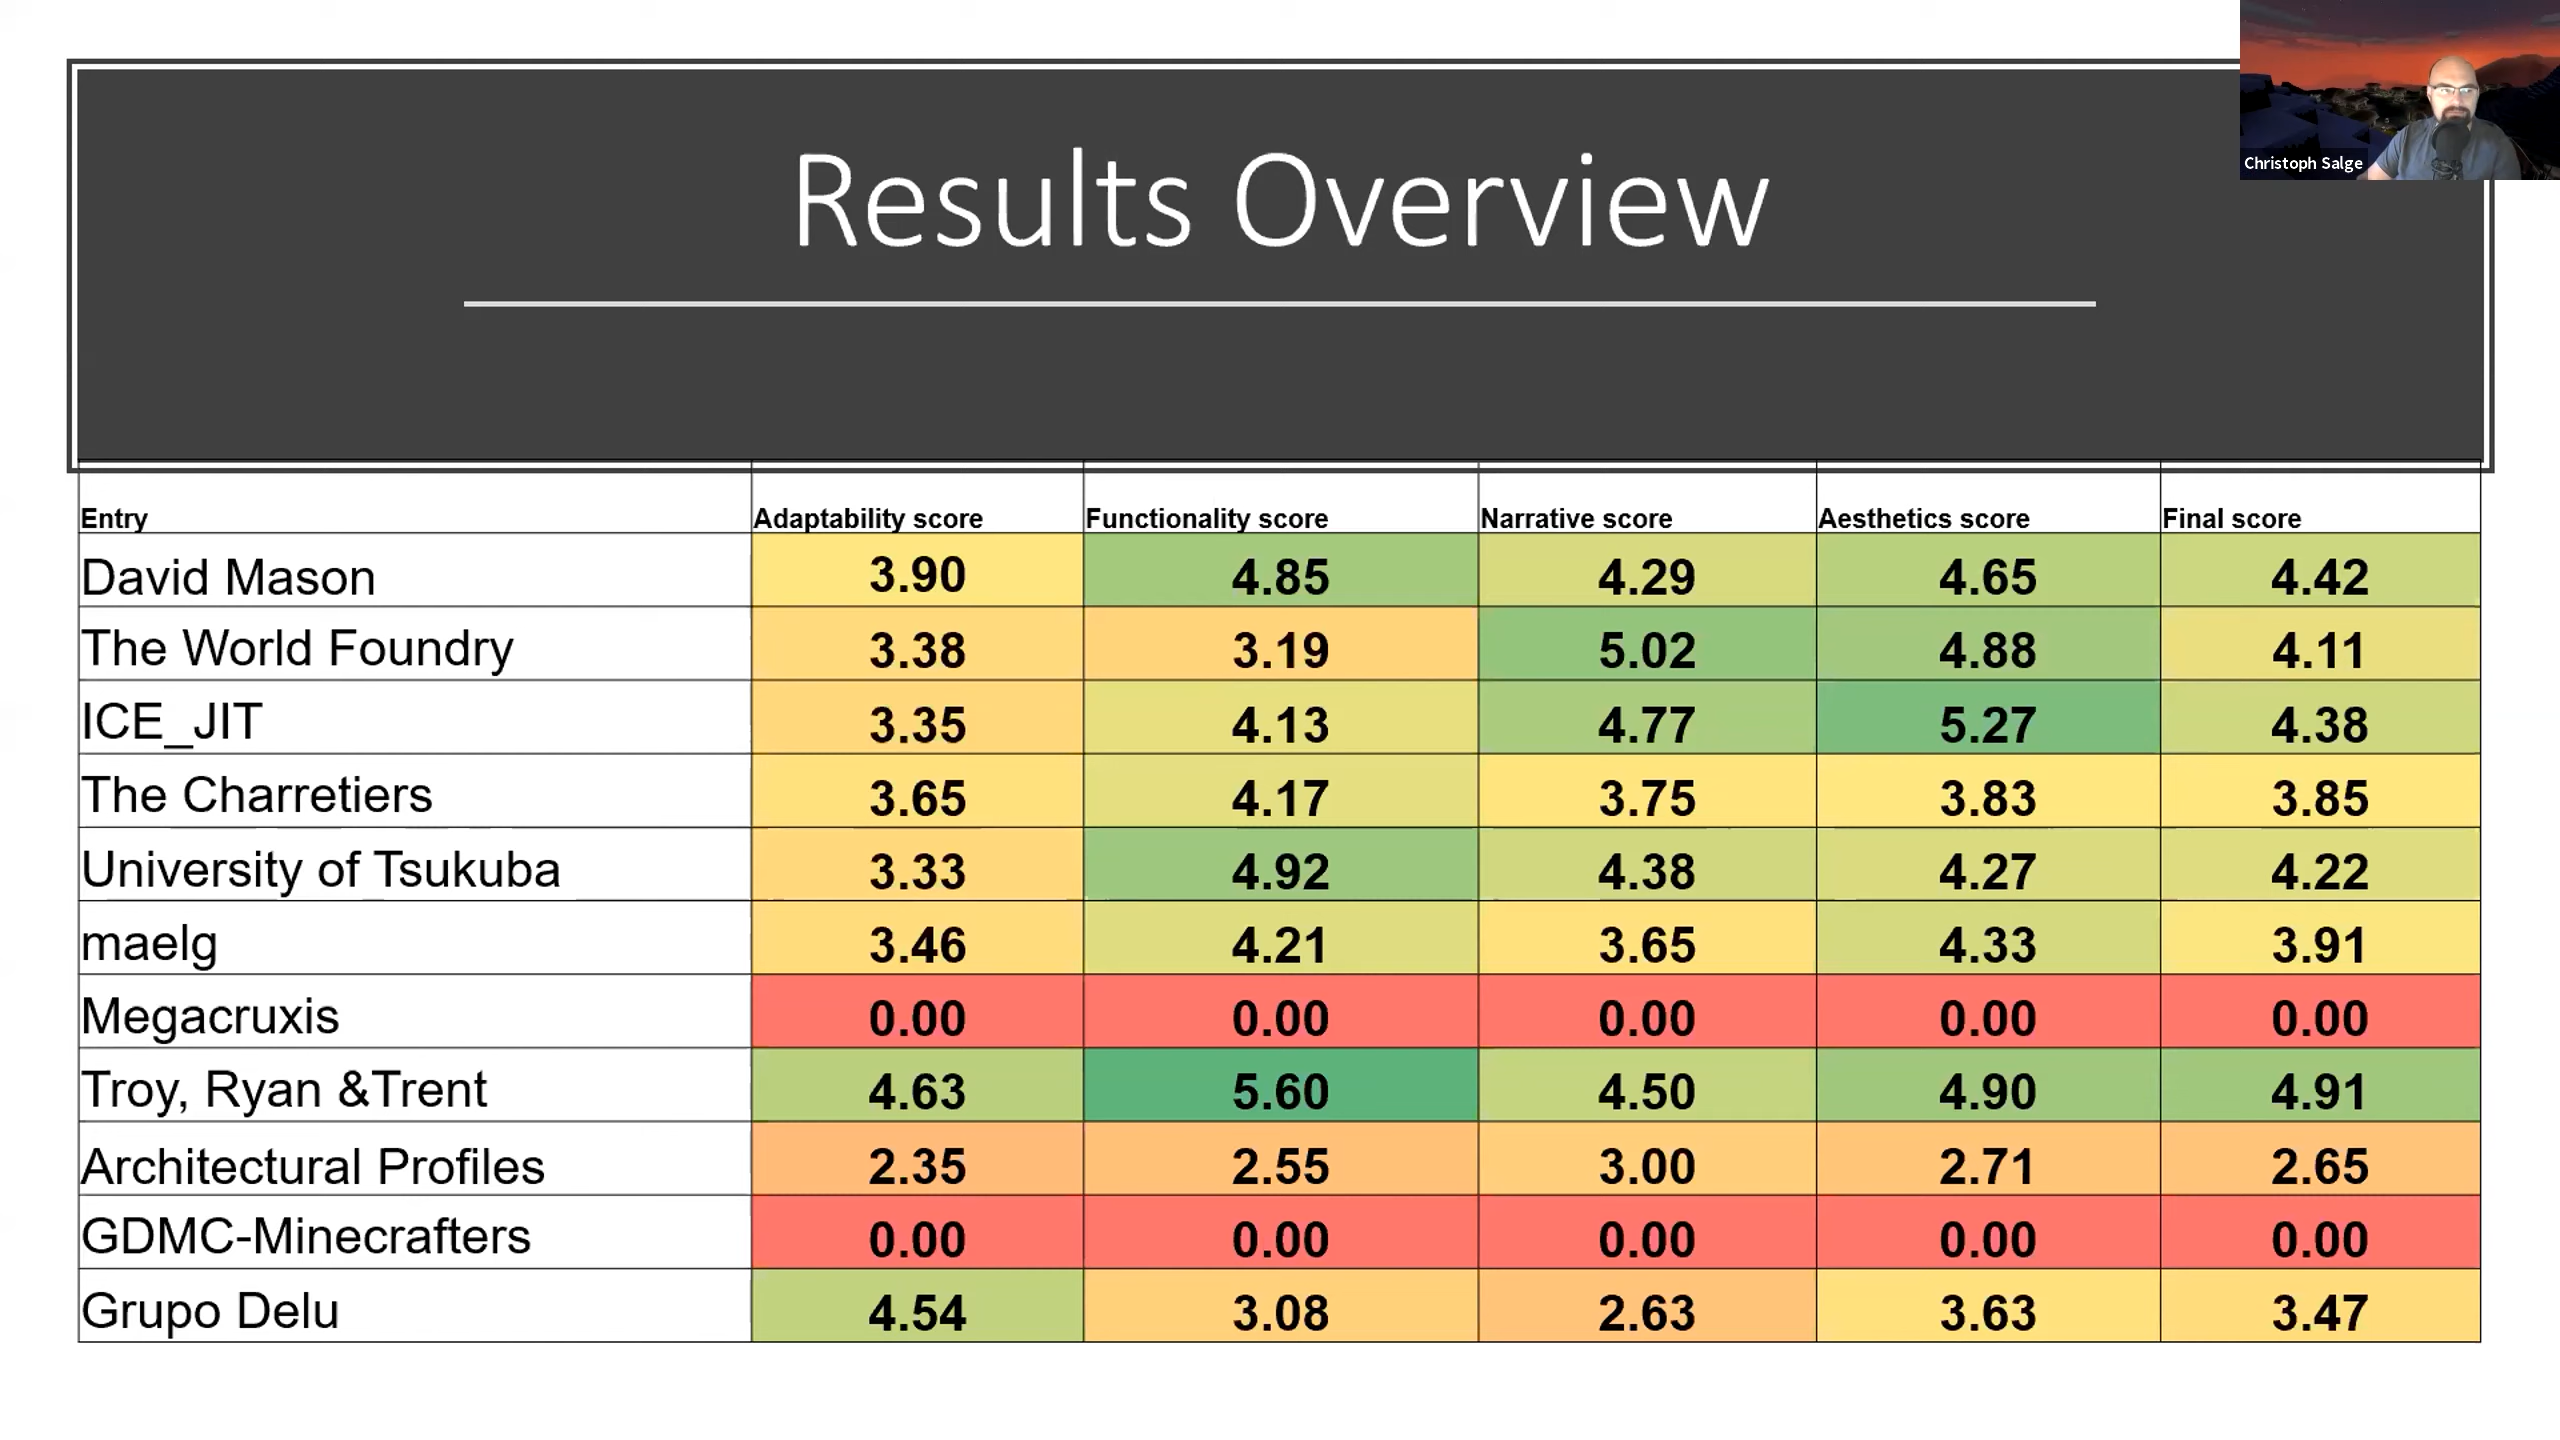 Christoph Salge
Results Overview
Entry Adaptability score Functionality score Narrative score Aesthetics score Final score
David Mason 3.90 4.85 4.29 4.65 4.42
The World Foundry 3.38 3.19 5.02 4.88 4.11
ICE_JIT 3.35 4.13 4.77 5.27 4.38
The Charretiers 3.65 4.17 3.75 3.83 3.85
University of Tsukuba 3.33 4.92 4.38 4.27 4.22
maelg 3.46 4.21 3.65 4.33 3.91
Megacruxis 0.00 0.00 0.00 0.00 0.00
Troy, Ryan &Trent 4.63 5.60 4.50 4.90 4.91
Architectural Profiles 2.35 2.55 3.00 2.71 2.65
GDMC-Minecrafters 0.00 0.00 0.00 0.00 0.00
Grupo Delu 4.54 3.08 2.63 3.63 3.47